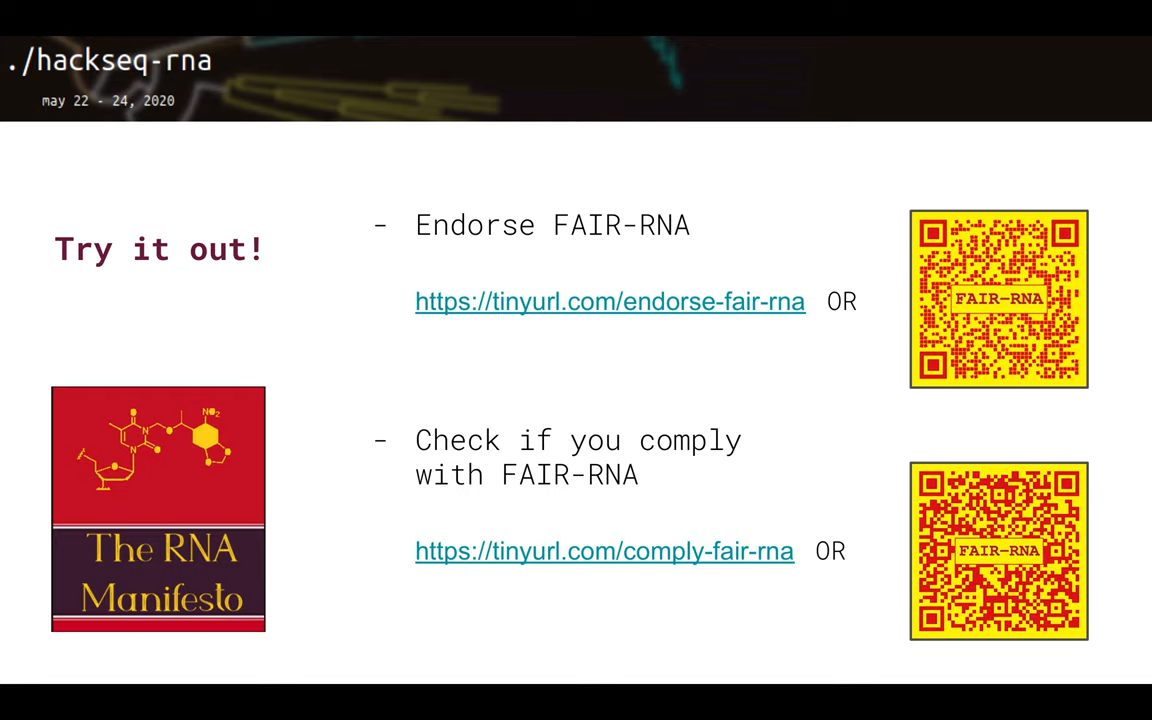 ./hackseq-rna
may 22 - 24, 2020
Try it out!
- Endorse FAIR-RNA
https://tinyurl.com/endorse-fair-rna OR
FAIR-RNA
NO2
The RNA
Manifesto
- Check if you comply
with FAIR-RNA
https://tinyurl.com/comply-fair-rna OR
FAIR-RNA